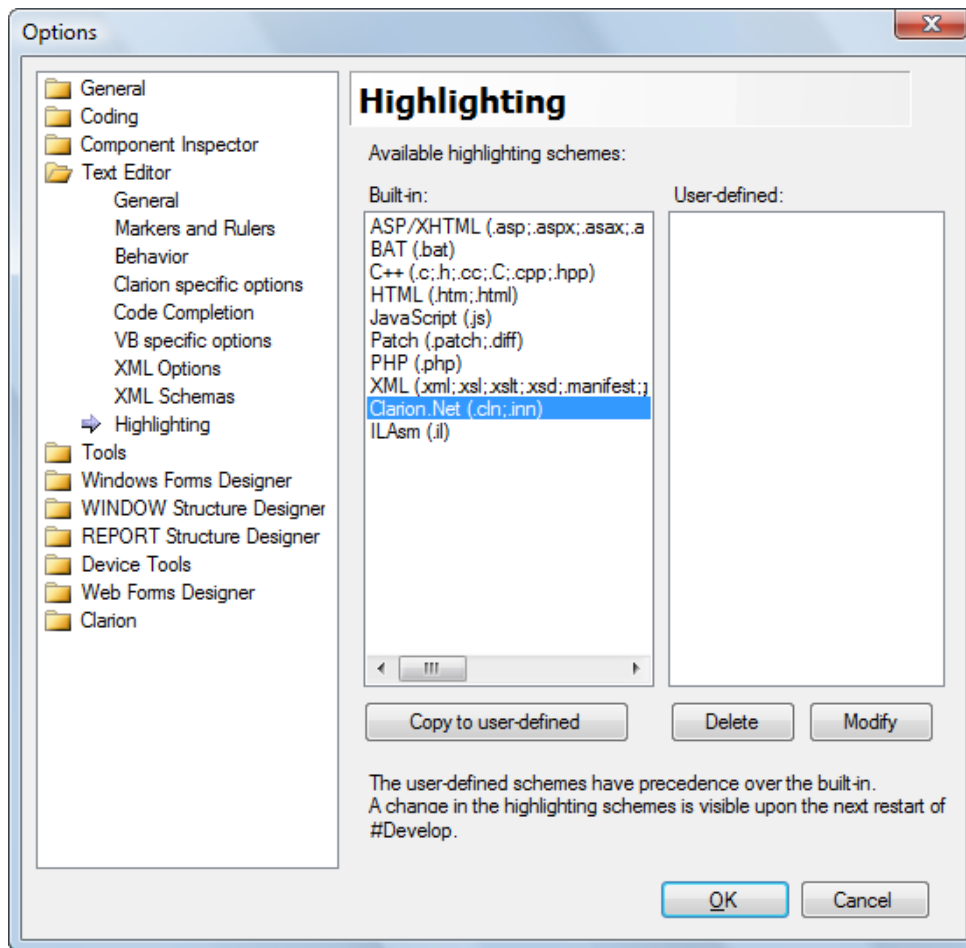 Options
General
Coding
Component Inspector
Text Editor
General
Markers and Rulers
Behavior
Clarion specific options
Code Completion
VB specific options
XML Options
XML Schemas
Highlighting
Tools
Windows Forms Designer
WINDOW Structure Designer
REPORT Structure Designer
Device Tools
Web Forms Designer
Clarion
Highlighting
Available highlighting schemes:
Built-in:
ASP/XHTML (.asp;.aspx;.asax;.a
BAT (.bat)
C++ (.c;.h;.cc;.C;.cpp;.hpp)
HTML (.htm;.html)
JavaScript (.js)
Patch (.patch;.diff)
PHP (.php)
XML (.xml;.xsl;.xslt;.xsd;.manifest;
Clarion.Net (.cln;.inn)
ILAsm (.il)
User-defined:
Copy to user-defined
Delete
Modify
The user-defined schemes have precedence over the built-in.
A change in the highlighting schemes is visible upon the next restart of
#Develop.
OK
Cancel